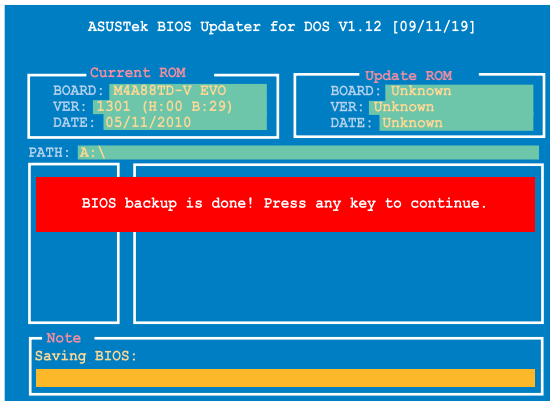 ASUSTek BIOS Updater for DOS V1.12 [09/11/19]
Current ROM
BOARD: M4A88TD-V EVO
VER: 1301 (H:00 B:29)
DATE: 05/11/2010
Update ROM
BOARD: Unknown
VER: Unknown
DATE: Unknown
PATH: A:\
BIOS backup is done! Press any key to continue.
Note
Saving BIOS: